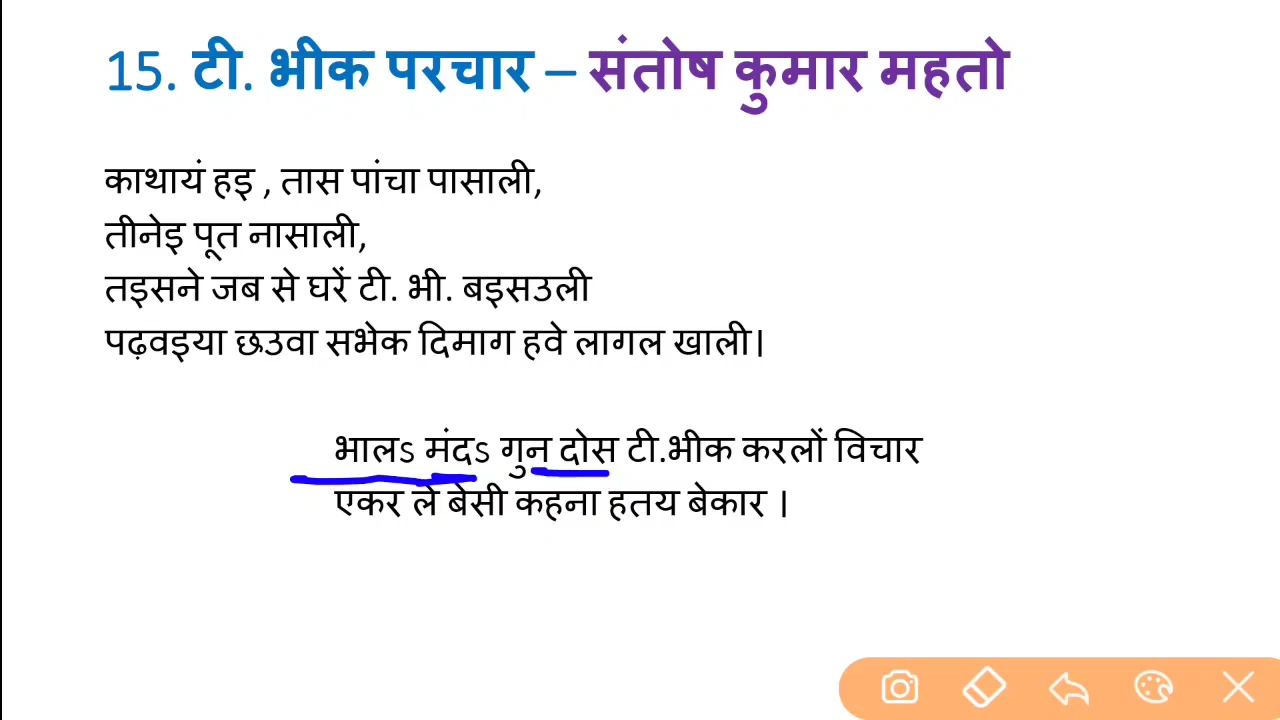 15. टी. भीक परचार – संतोष कुमार महतो
काथायं हइ , तास पांचा पासाली,
तीनेइ पूत नासाली,
तइसने जब से घरें टी. भी. बइसउली
पढ़वइया छउवा सभेक दिमाग हवे लागल खाली।
भालऽ मंदऽ गुन दोस टी.भीक करलों विचार
एकर ले बेसी कहना हतय बेकार ।